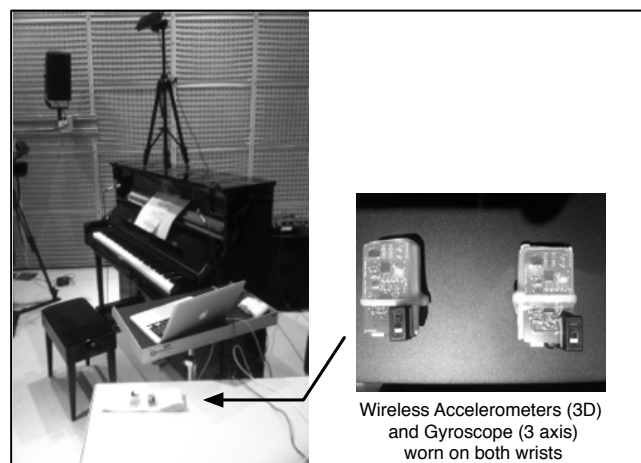 Wireless Accelerometers (3D)
and Gyroscope (3 axis)
worn on both wrists